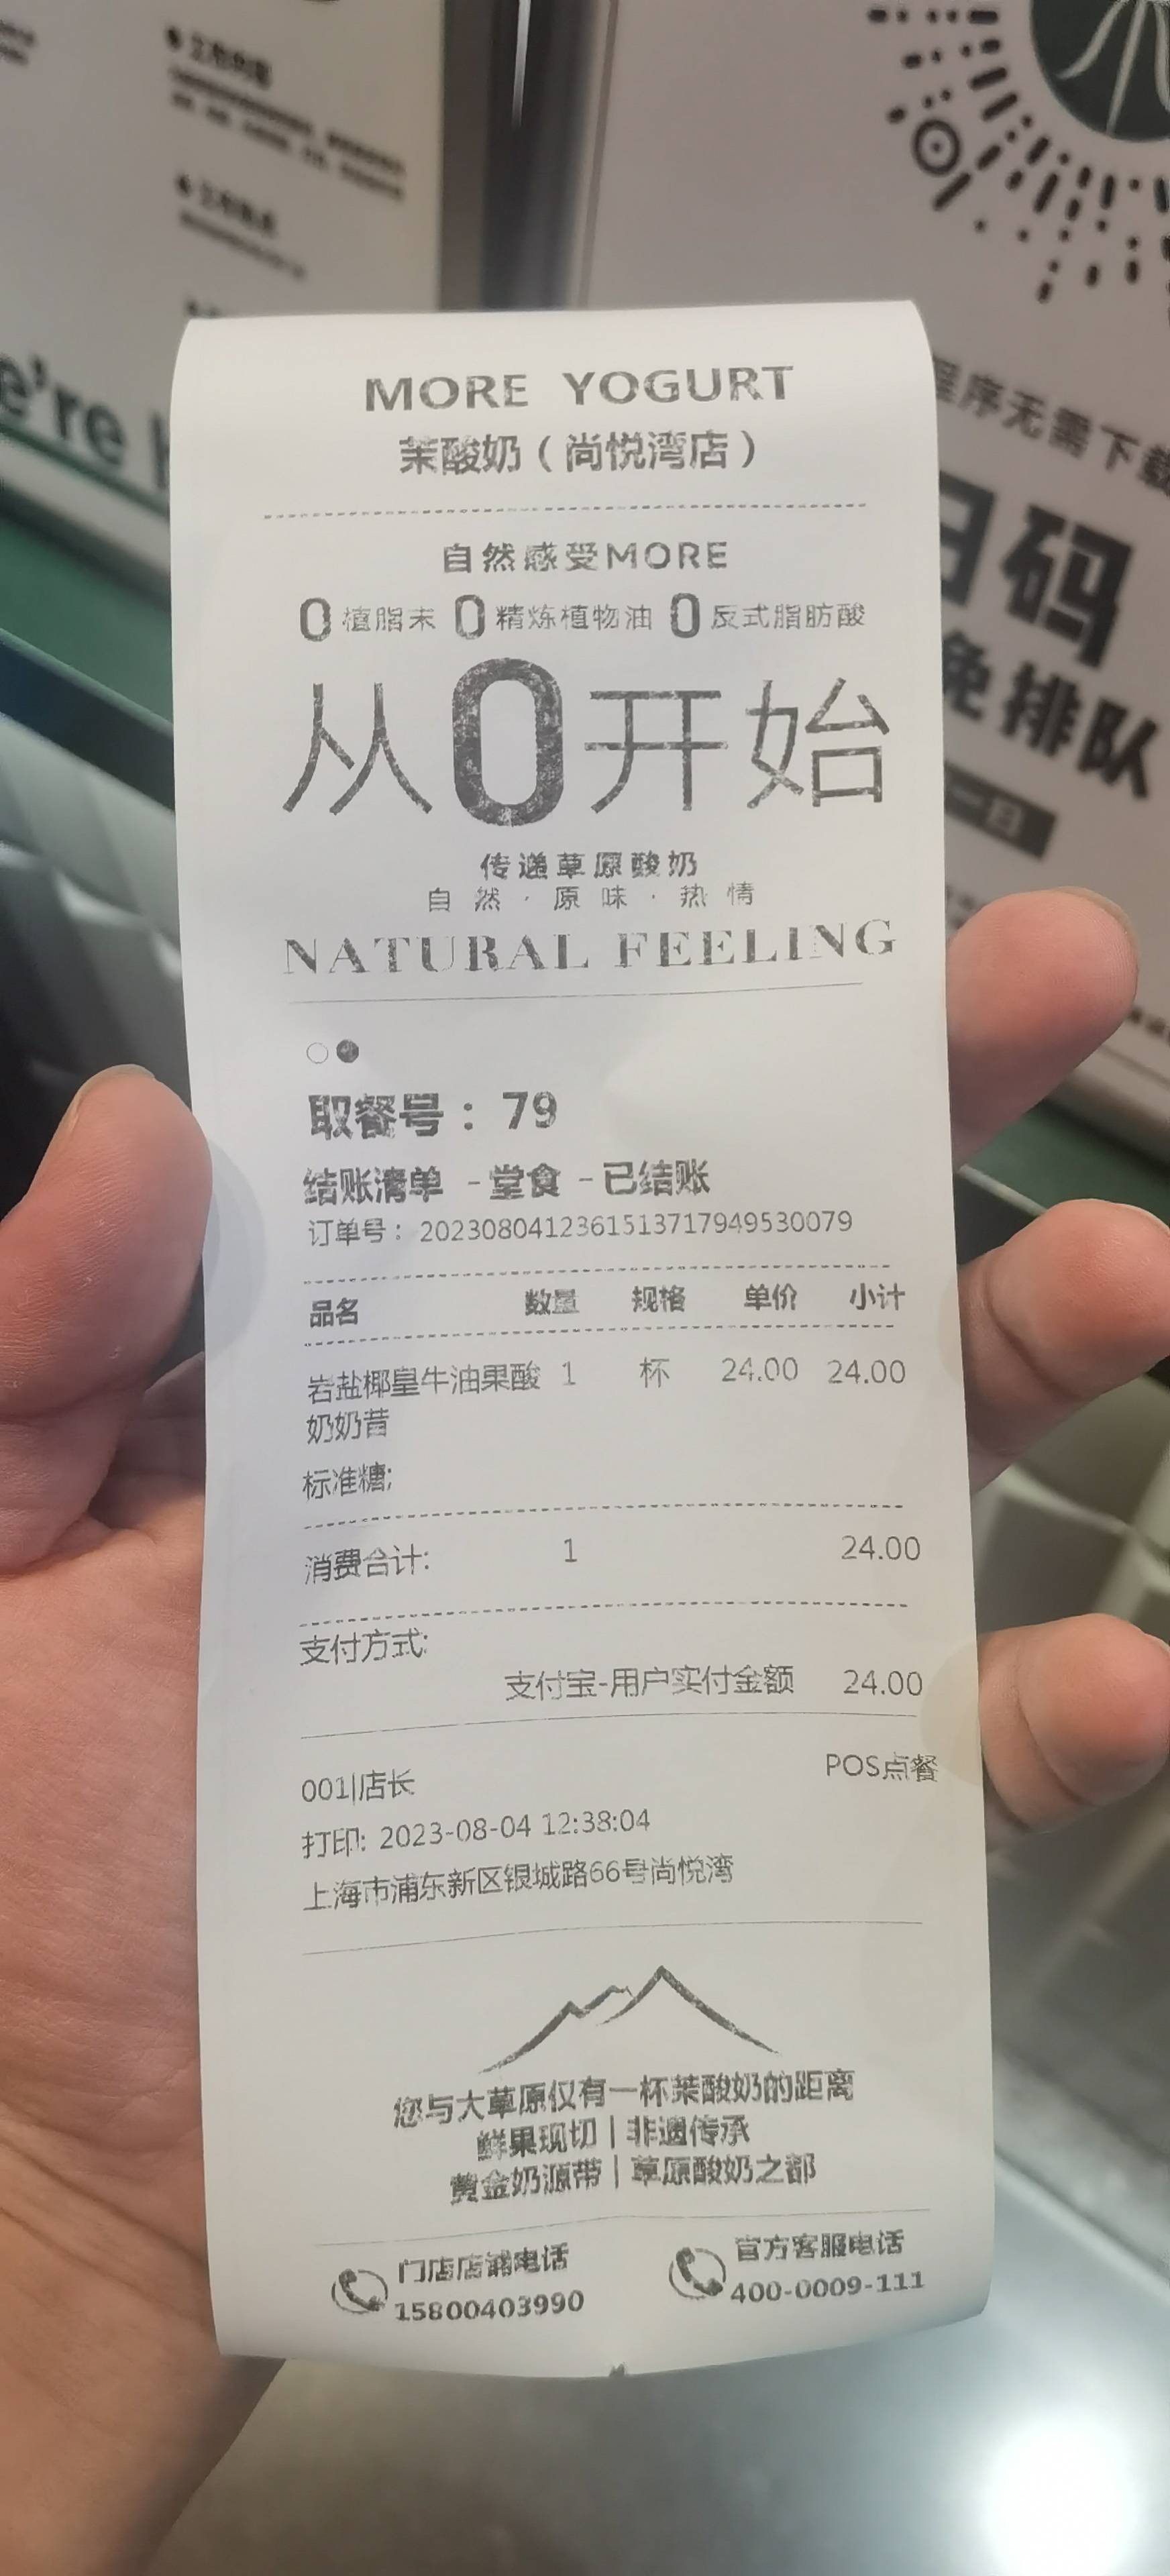 e're
程序无需下载
码
免排队
MORE YOGURT
茉酸奶（尚悦湾店）
自然感受MORE
0植脂末 0精炼植物油 0反式脂肪酸
从0开始
传递草原酸奶
自然·原味·热情
NATURAL FEELING
取餐号：79
结账清单 -堂食 -已结账
订单号：20230804123615137179495300​79
品名 数量 规格 单价 小计
岩盐椰皇牛油果酸 1 杯 24.00 24.00
奶奶昔
标准糖;
消费合计: 1 24.00
支付方式:
支付宝-用户实付金额 24.00
001|店长 POS点餐
打印: 2023-08-04 12:38:04
上海市浦东新区银城路66号尚悦湾
您与大草原仅有一杯茉酸奶的距离
鲜果现切｜非遗传承
黄金奶源带｜草原酸奶之都
门店店铺电话 官方客服电话
15800403990 400-0009-111